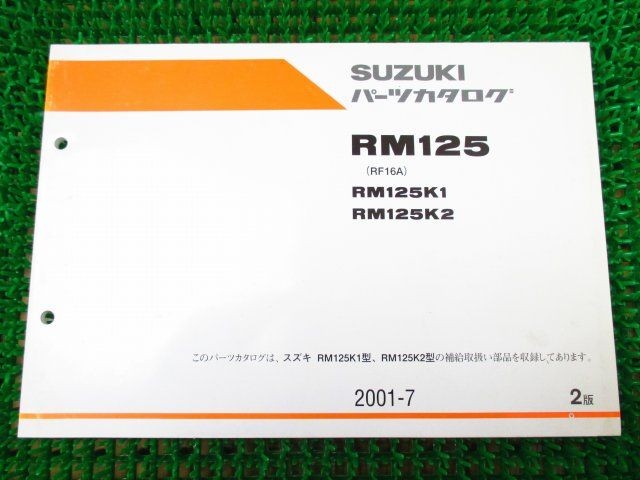 SUZUKI
パーツカタログ
RM125
(RF16A)
RM125K1
RM125K2
このパーツカタログは、スズキ RM125K1型、RM125K2型の補給取扱い部品を収録してあります。
2001-7
2版